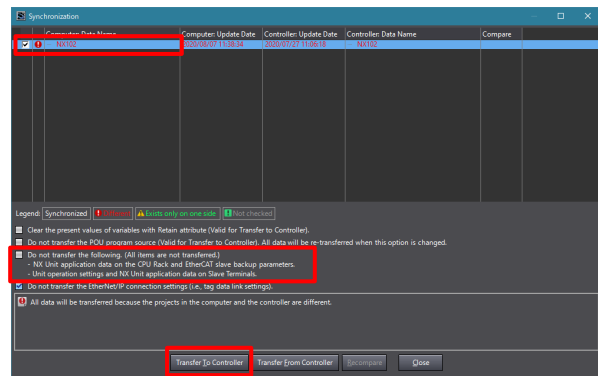 Synchronization
Computer: Data Name Computer: Update Date Controller: Update Date Controller: Data Name Compare
NX102 2020/08/07 11:38:34 2020/07/27 11:06:18 NX102
Legend: Synchronized Different Exists only on one side Not checked
Clear the present values of variables with Retain attribute (Valid for Transfer to Controller).
Do not transfer the POU program source (Valid for Transfer to Controller). All data will be re-transferred when this option is changed.
Do not transfer the following. (All items are not transferred.)
- NX Unit application data on the CPU Rack and EtherCAT slave backup parameters.
- Unit operation settings and NX Unit application data on Slave Terminals.
Do not transfer the EtherNet/IP connection settings (i.e., tag data link settings).
All data will be transferred because the projects in the computer and the controller are different.
Transfer To Controller Transfer From Controller Recompare Close